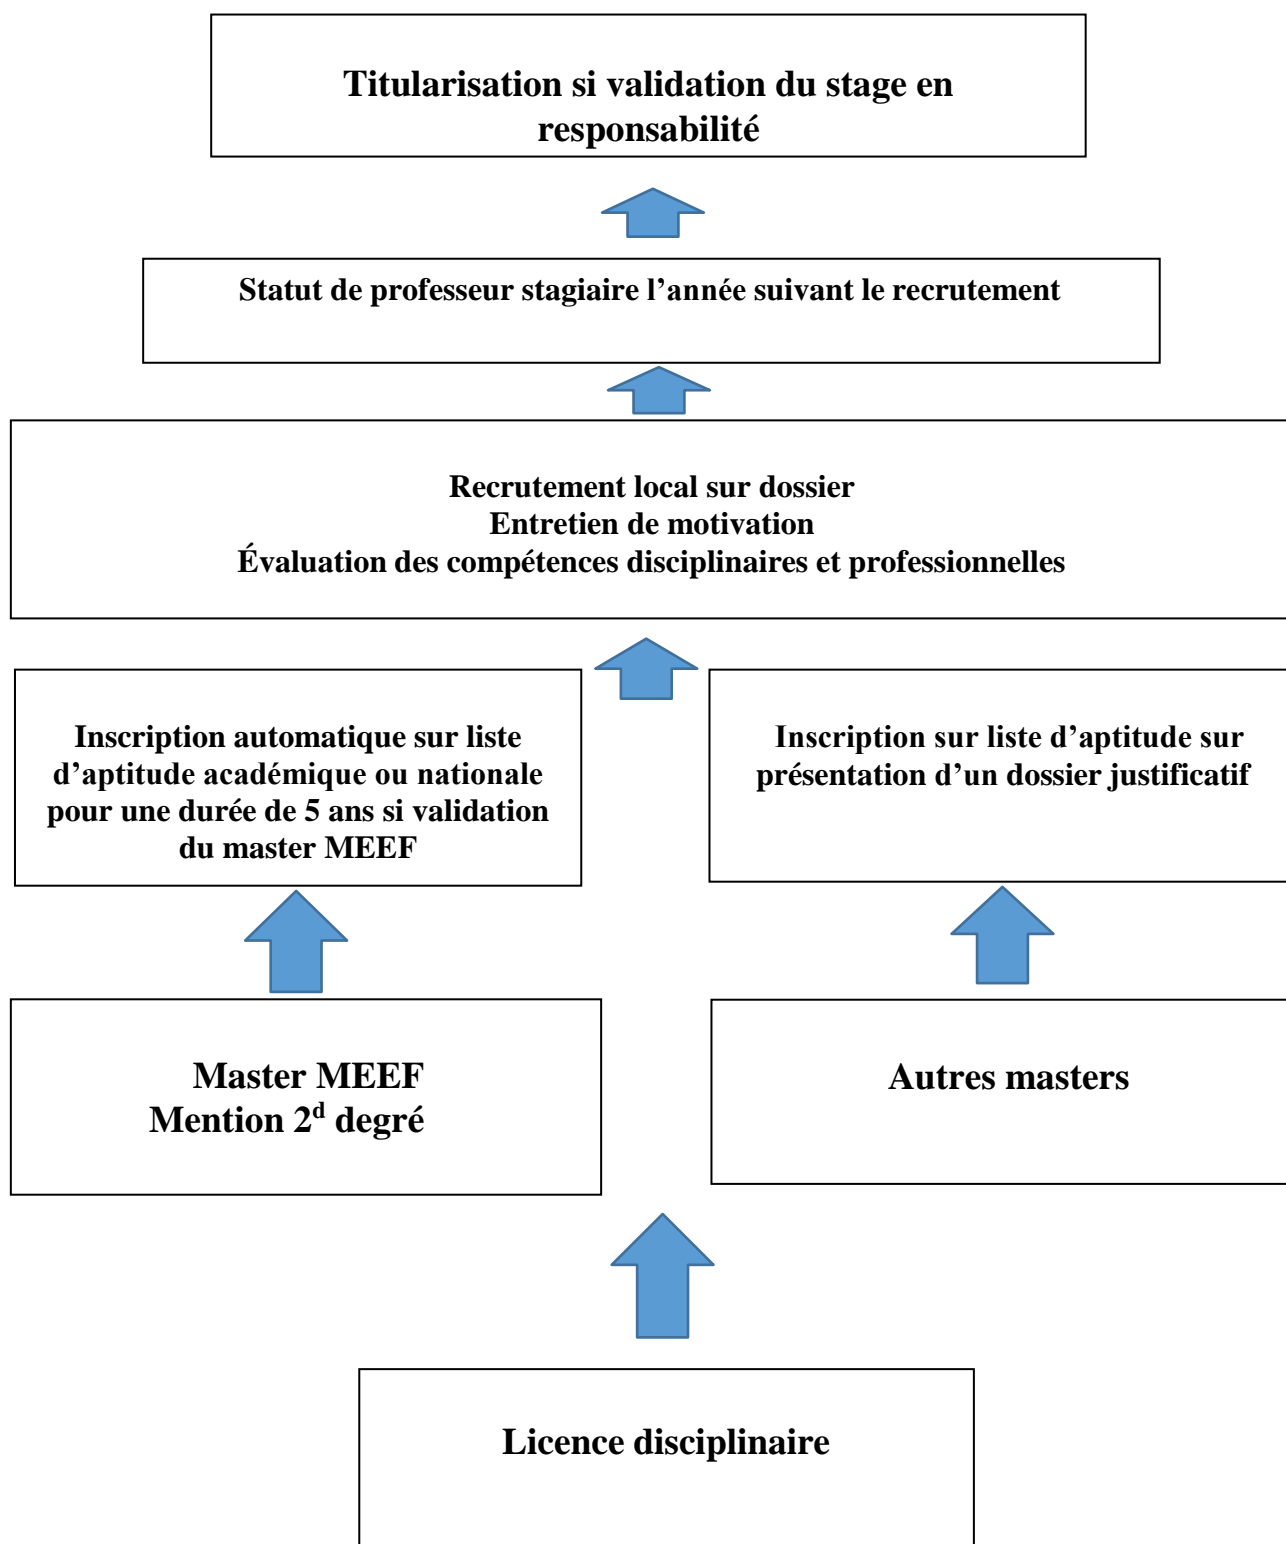 Titularisation si validation du stage en
responsabilité
Statut de professeur stagiaire l’année suivant le recrutement
Recrutement local sur dossier
Entretien de motivation
Évaluation des compétences disciplinaires et professionnelles
Inscription automatique sur liste
d’aptitude académique ou nationale
pour une durée de 5 ans si validation
du master MEEF
Inscription sur liste d’aptitude sur
présentation d’un dossier justificatif
Master MEEF
Mention 2d degré
Autres masters
Licence disciplinaire